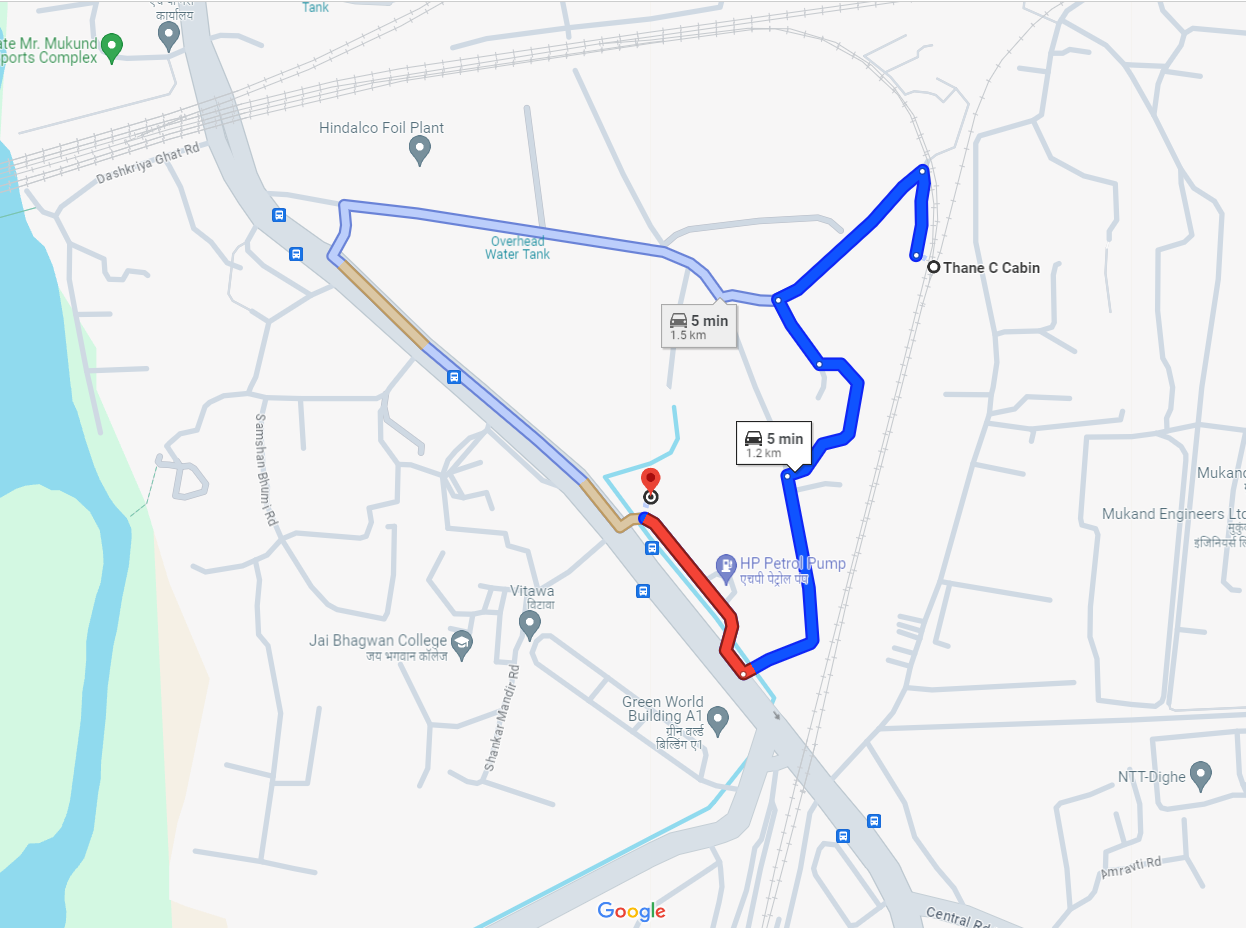 कार्यालय
Tank
ate Mr. Mukund
ports Complex
Hindalco Foil Plant
Dashkriya Ghat Rd
Overhead
Water Tank
Thane C Cabin
5 min
1.5 km
5 min
1.2 km
Samshan Bhumi Rd
Mukand
Mukand Engineers Ltd
इंजिनियर्स लि
HP Petrol Pump
एचपी पेट्रोल पंप
Vitawa
विटावा
Jai Bhagwan College
जय भगवान कॉलेज
Shankar Mandir Rd
Green World
Building A1
ग्रीन वर्ल्ड
बिल्डिंग ए1
NTT-Dighe
Amravti Rd
Google
Central Rd